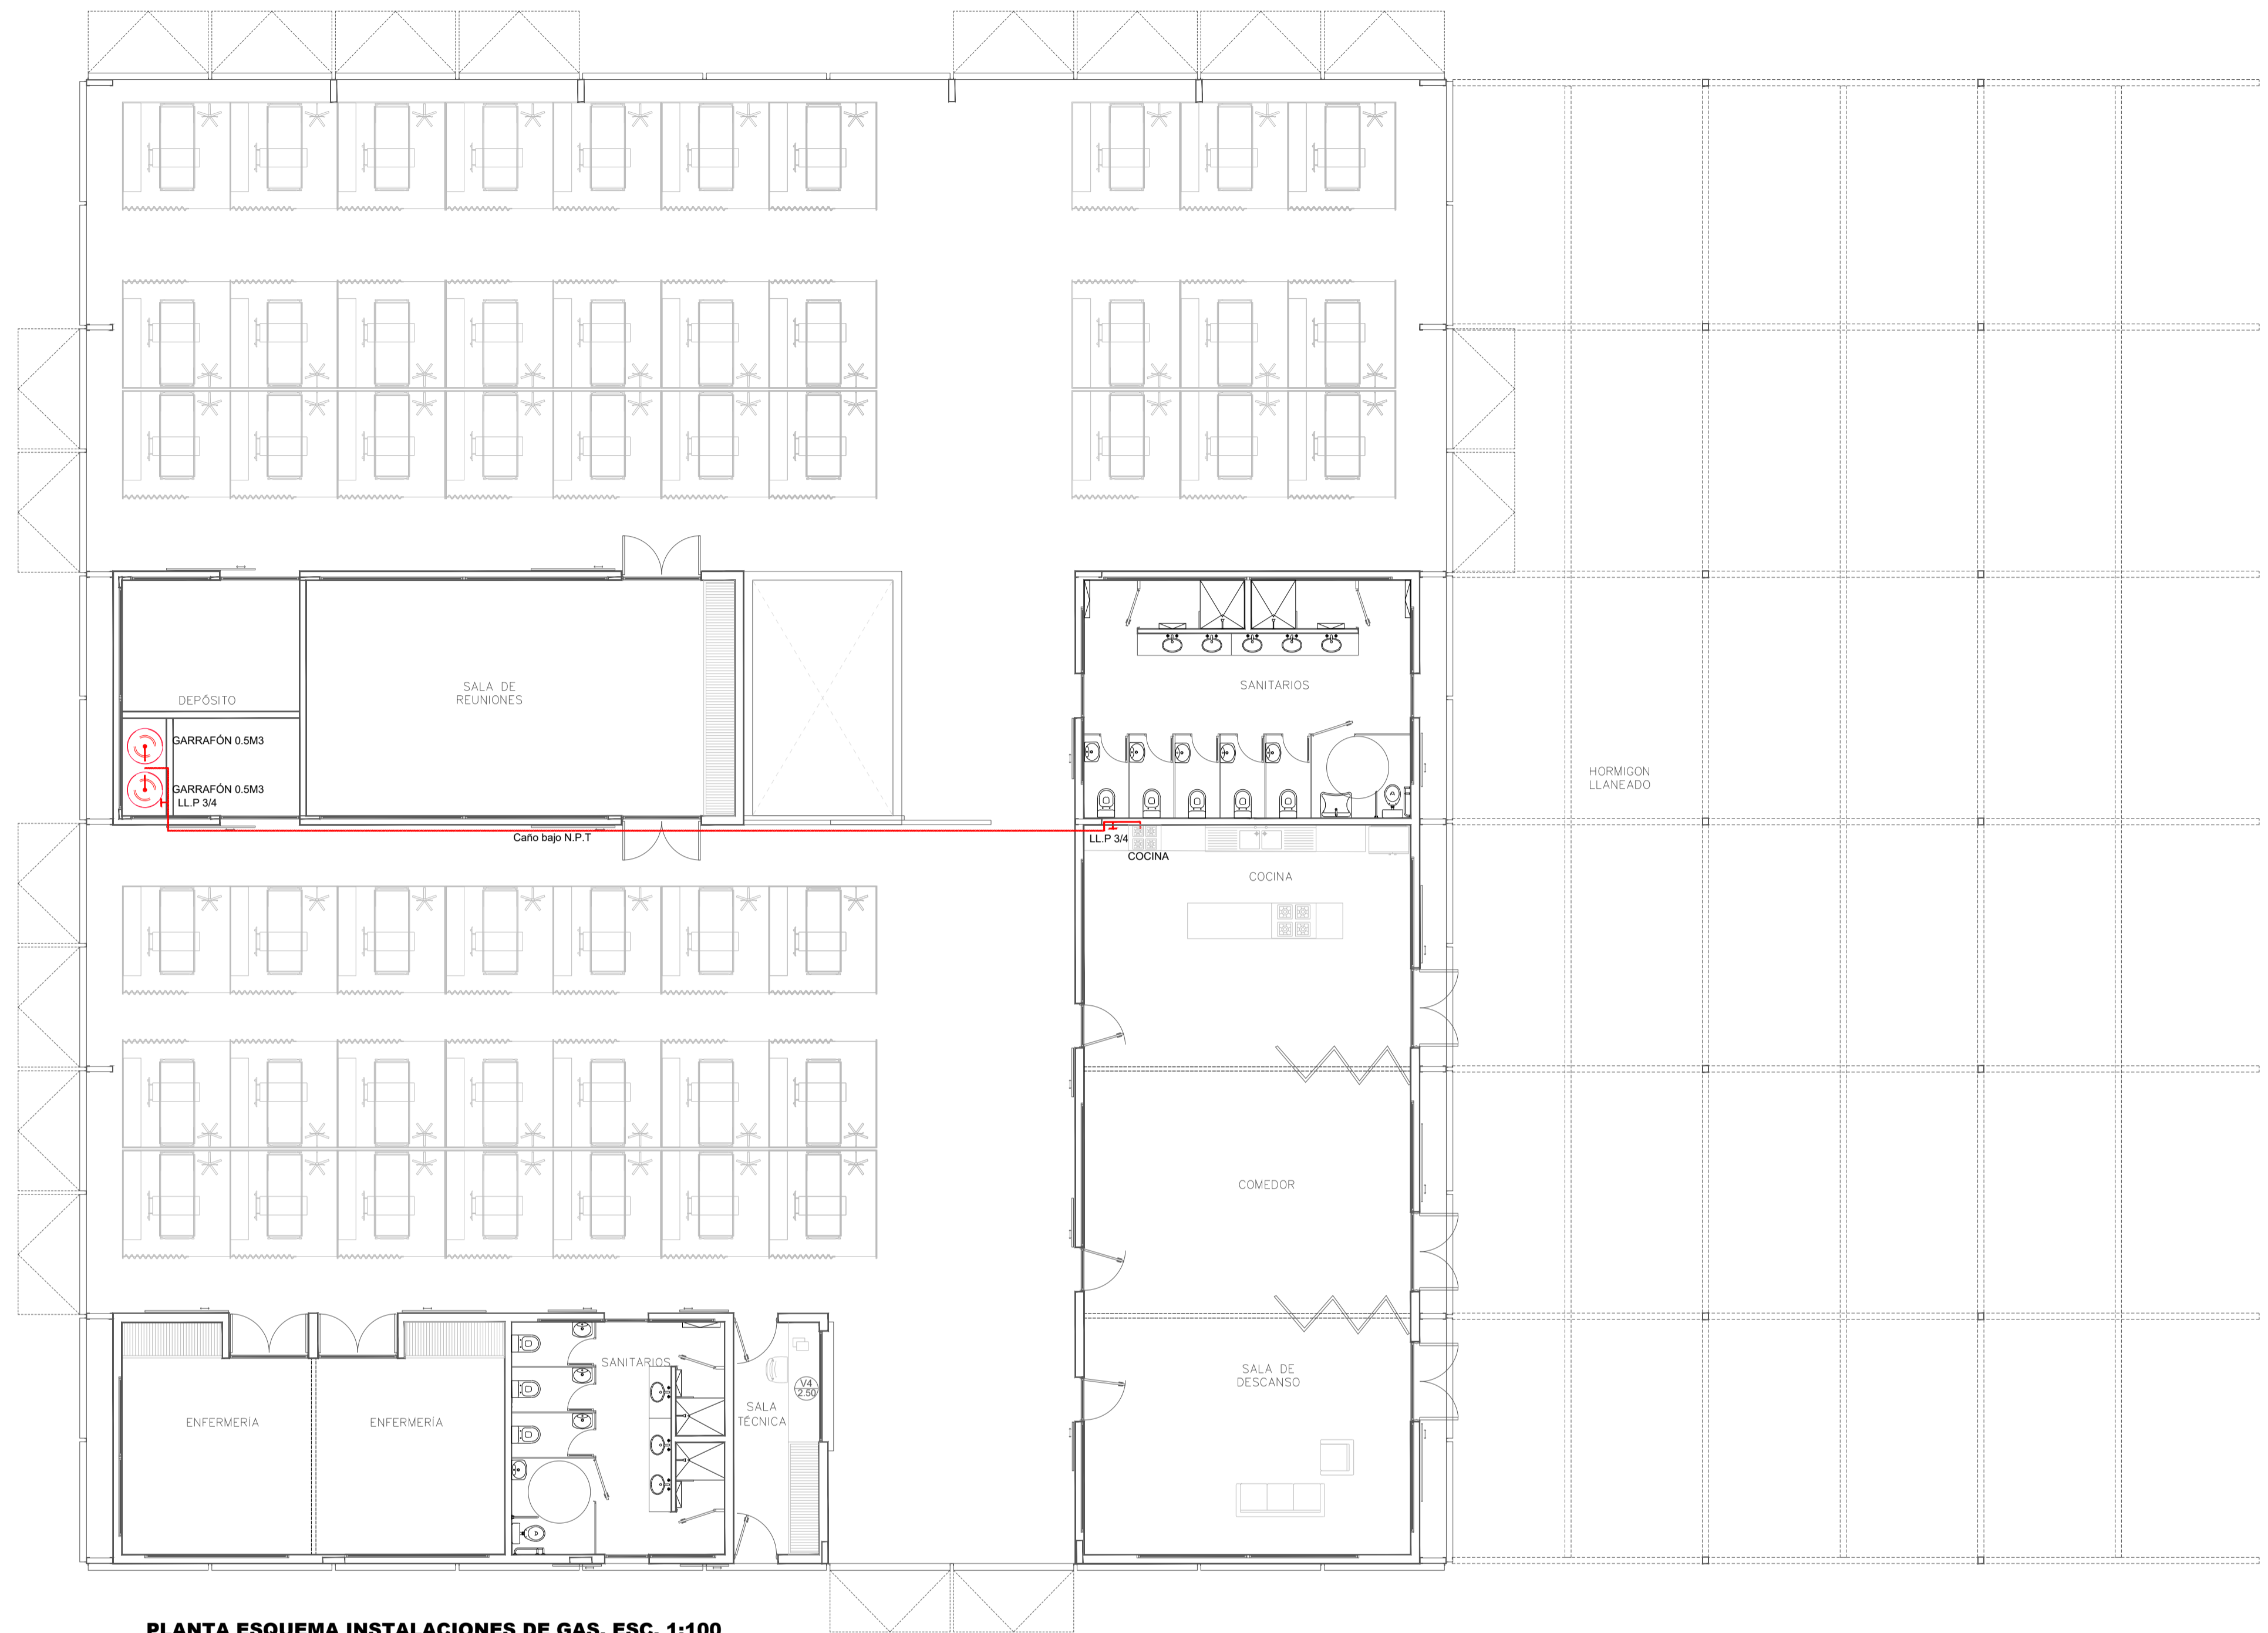 SALA DE
REUNIONES
DEPÓSITO
SANITARIOS
GARRAFÓN 0.5M3
GARRAFÓN 0.5M3
LL.P 3/4
HORMIGON
LLANEADO
Caño bajo N.P.T
LL.P 3/4
COCINA
COCINA
COMEDOR
SANITARIOS
SALA DE
DESCANSO
V4
2.50
SALA
TÉCNICA
ENFERMERÍA
ENFERMERÍA
PLANTA ESQUEMA INSTALACIONES DE GAS. ESC. 1:100